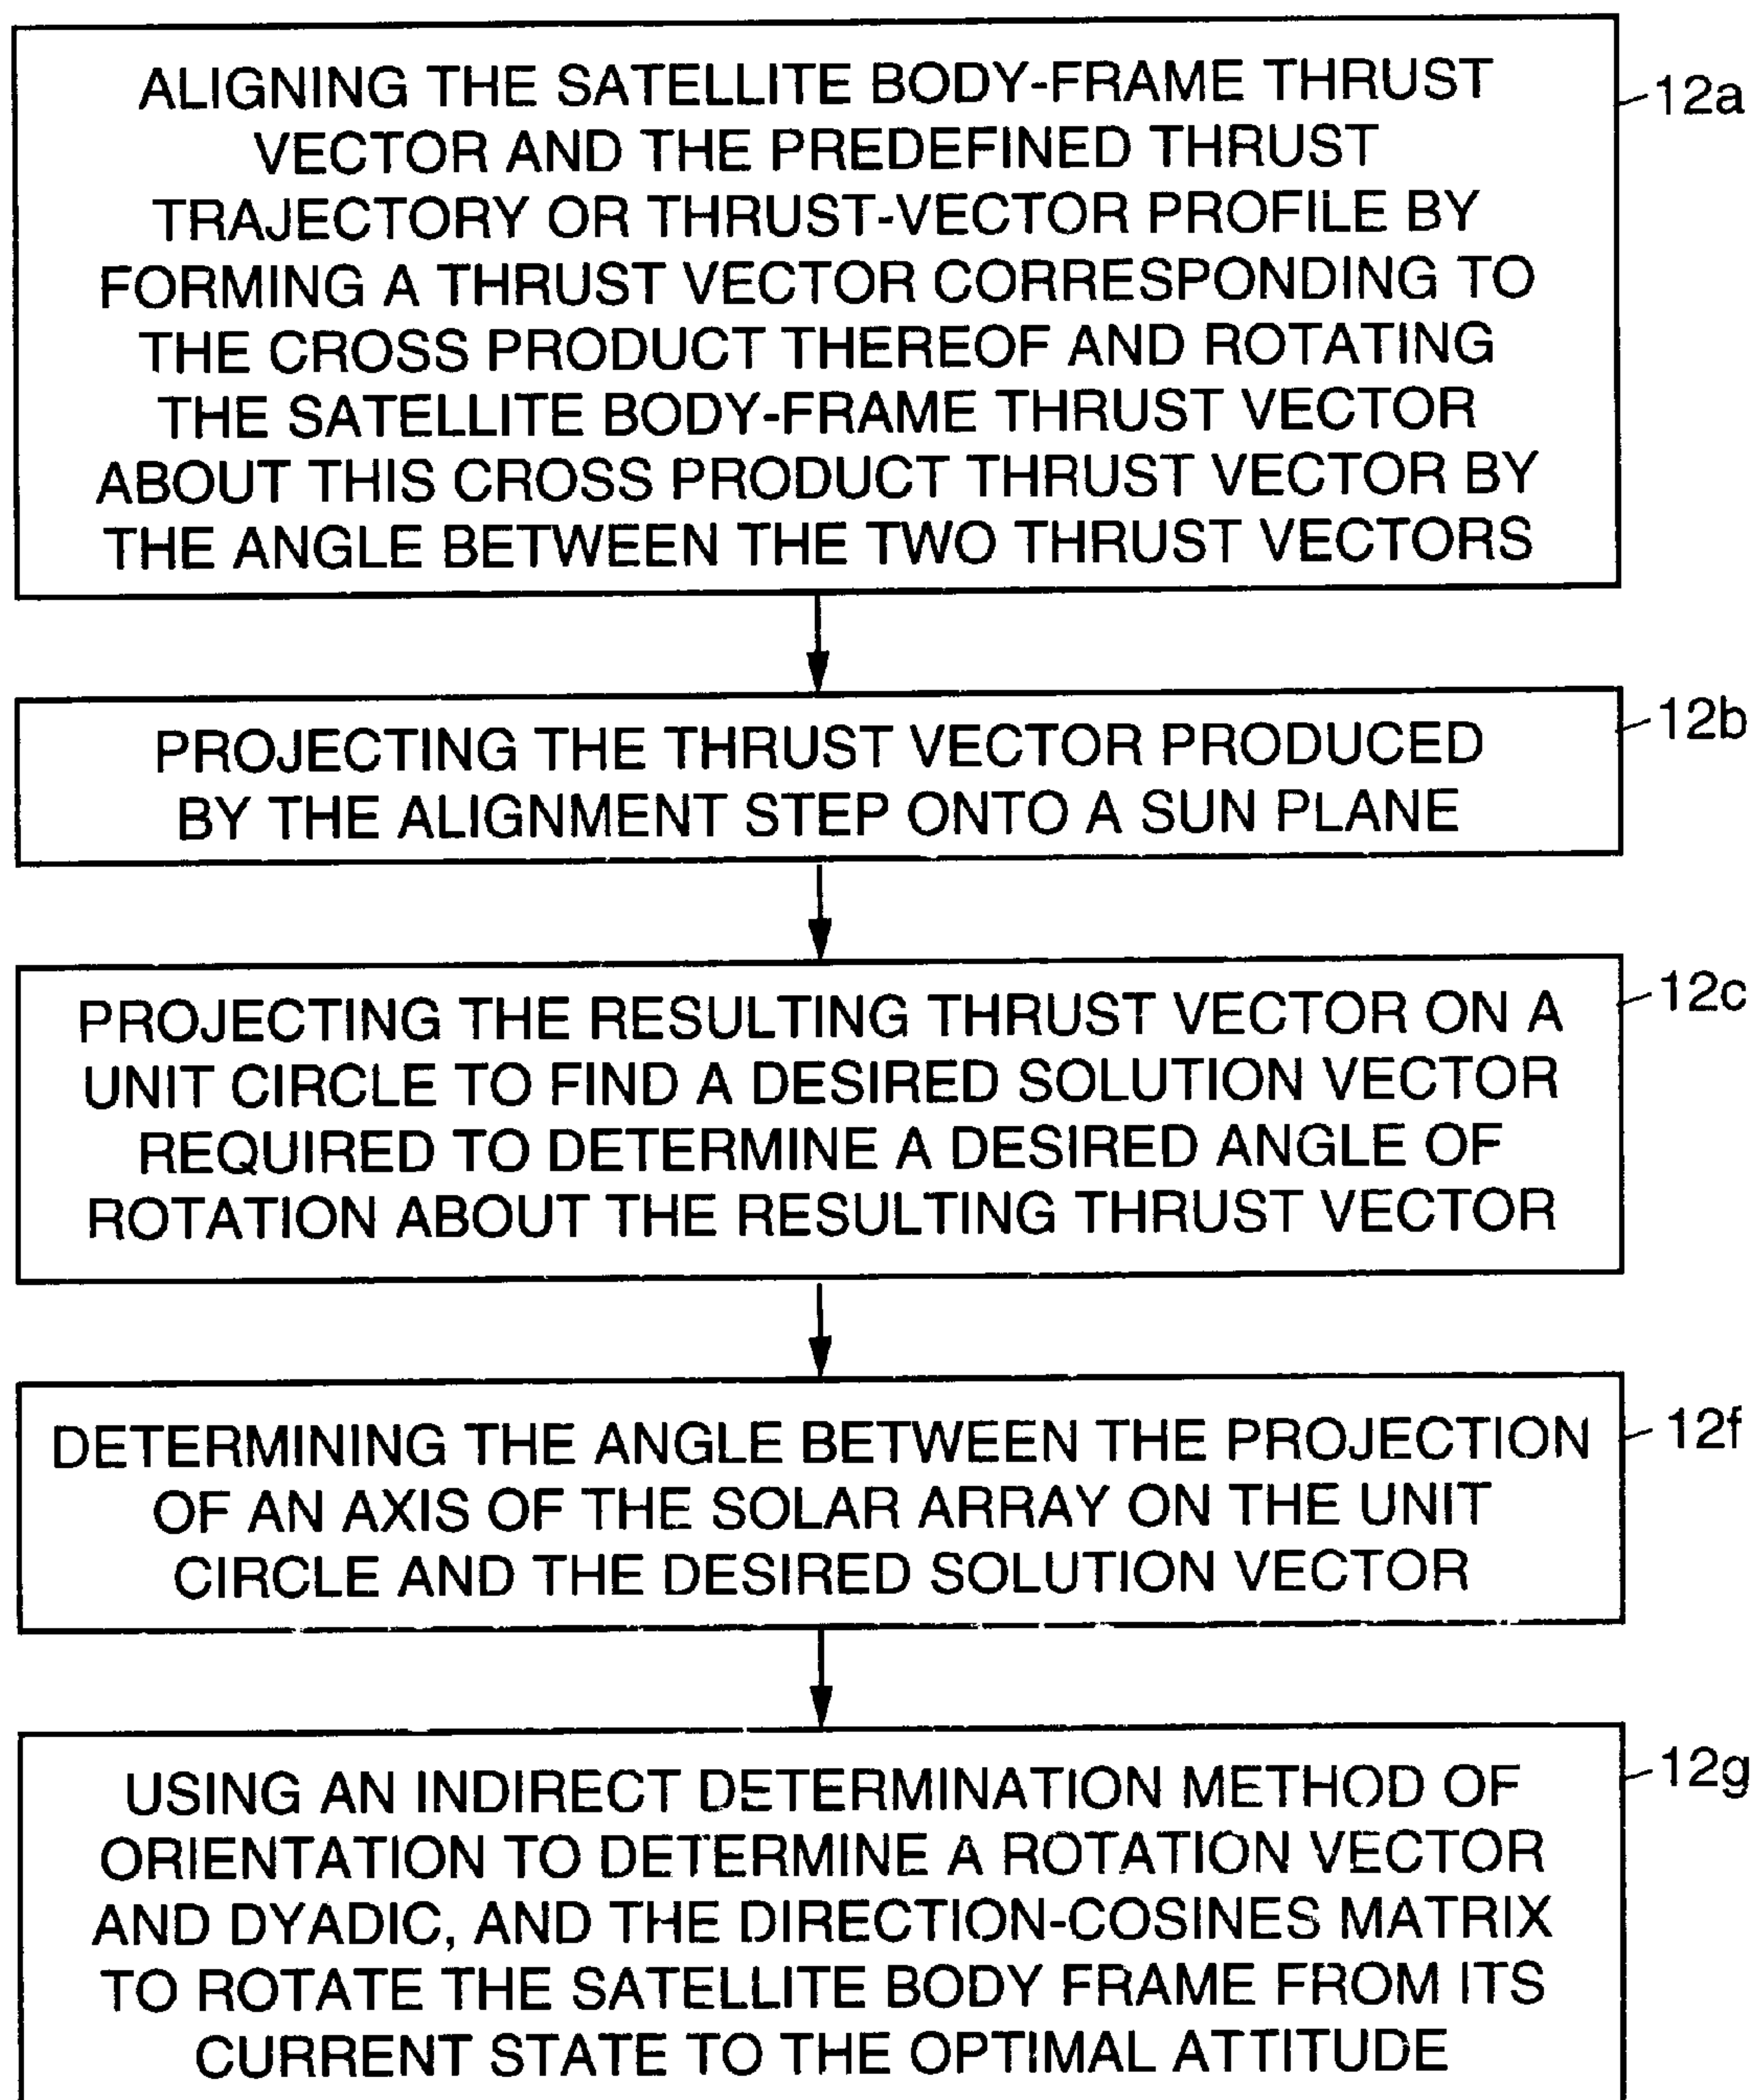 ALIGNING THE SATELLITE BODY-FRAME THRUST
VECTOR AND THE PREDEFINED THRUST
TRAJECTORY OR THRUST-VECTOR PROFILE BY
FORMING A THRUST VECTOR CORRESPONDING TO
THE CROSS PRODUCT THEREOF AND ROTATING
THE SATELLITE BODY-FRAME THRUST VECTOR
ABOUT THIS CROSS PRODUCT THRUST VECTOR BY
THE ANGLE BETWEEN THE TWO THRUST VECTORS
12a
PROJECTING THE THRUST VECTOR PRODUCED
BY THE ALIGNMENT STEP ONTO A SUN PLANE
12b
PROJECTING THE RESULTING THRUST VECTOR ON A
UNIT CIRCLE TO FIND A DESIRED SOLUTION VECTOR
REQUIRED TO DETERMINE A DESIRED ANGLE OF
ROTATION ABOUT THE RESULTING THRUST VECTOR
12c
DETERMINING THE ANGLE BETWEEN THE PROJECTION
OF AN AXIS OF THE SOLAR ARRAY ON THE UNIT
CIRCLE AND THE DESIRED SOLUTION VECTOR
12f
USING AN INDIRECT DETERMINATION METHOD OF
ORIENTATION TO DETERMINE A ROTATION VECTOR
AND DYADIC, AND THE DIRECTION-COSINES MATRIX
TO ROTATE THE SATELLITE BODY FRAME FROM ITS
CURRENT STATE TO THE OPTIMAL ATTITUDE
12g